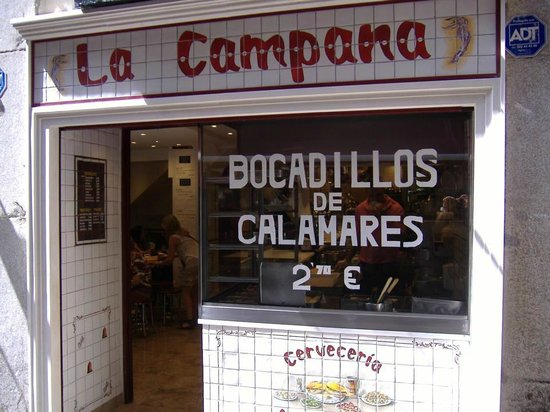 La Campana
ADT
BOCADILLOS
DE
CALAMARES
2'70 €
Cervecería